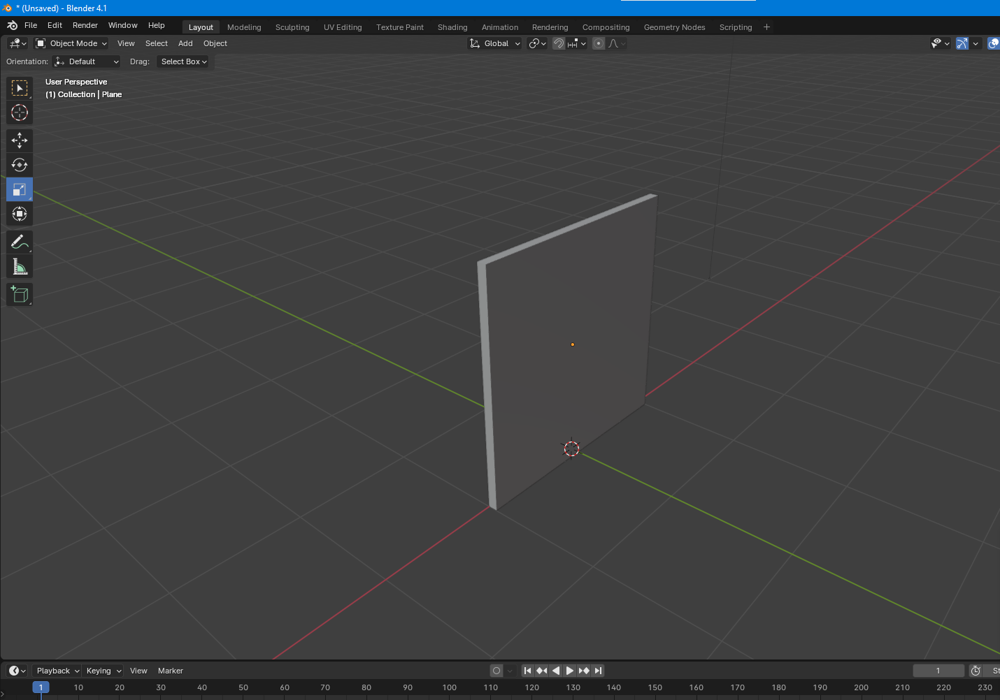 * (Unsaved) - Blender 4.1
File Edit Render Window Help Layout Modeling Sculpting UV Editing Texture Paint Shading Animation Rendering Compositing Geometry Nodes Scripting +
Object Mode View Select Add Object Global
Orientation: Default Drag: Select Box
User Perspective
(1) Collection | Plane
Playback Keying View Marker 1 St
1 10 20 30 40 50 60 70 80 90 100 110 120 130 140 150 160 170 180 190 200 210 220 230